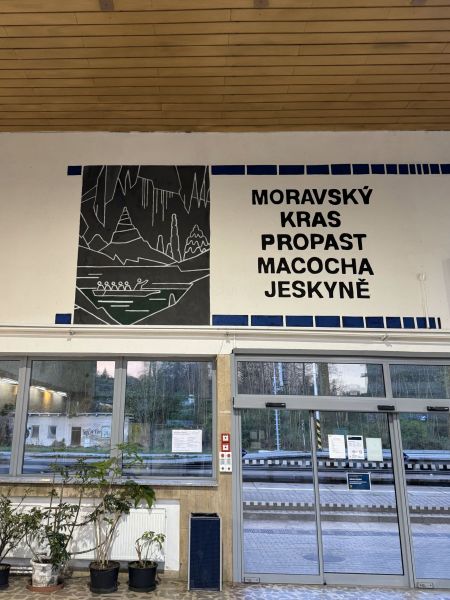 MORAVSKÝ
KRAS
PROPAST
MACOCHA
JESKYNĚ